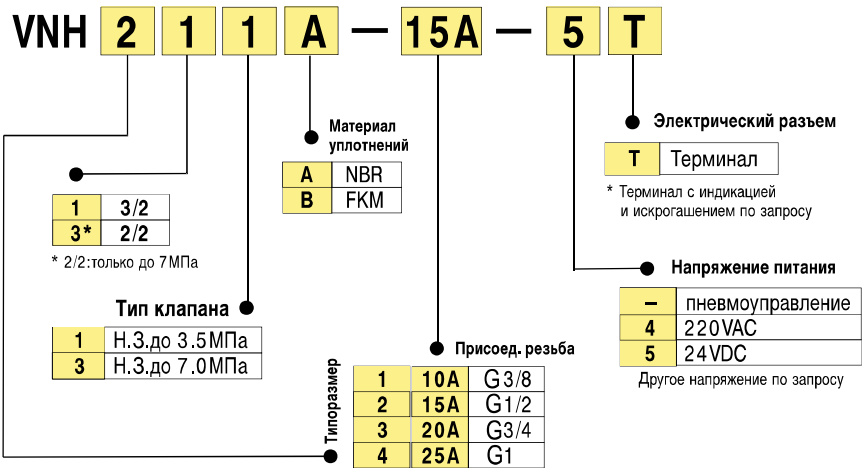 VNH 2 1 1 A – 15A – 5 T
Материал
уплотнений
A NBR
B FKM
Электрический разъем
T Терминал
* Терминал с индикацией
и искрогашением по запросу
1 3/2
3* 2/2
* 2/2:только до 7МПа
Тип клапана
1 Н.З.до 3.5МПа
3 Н.З.до 7.0МПа
Напряжение питания
– пневмоуправление
4 220VAC
5 24VDC
Другое напряжение по запросу
Присоед. резьба
Типоразмер
1 10A G3/8
2 15A G1/2
3 20A G3/4
4 25A G1